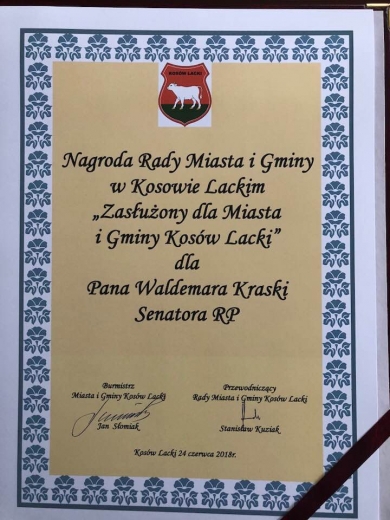 KOSÓW LACKI
Nagroda Rady Miasta i Gminy
w Kosowie Lackim
„Zasłużony dla Miasta
i Gminy Kosów Lacki”
dla
Pana Waldemara Kraski
Senatora RP
Burmistrz
Miasta i Gminy Kosów Lacki
Jan Słomiak
Przewodniczący
Rady Miasta i Gminy Kosów Lacki
Stanisław Kuziak
Kosów Lacki 24 czerwca 2018r.